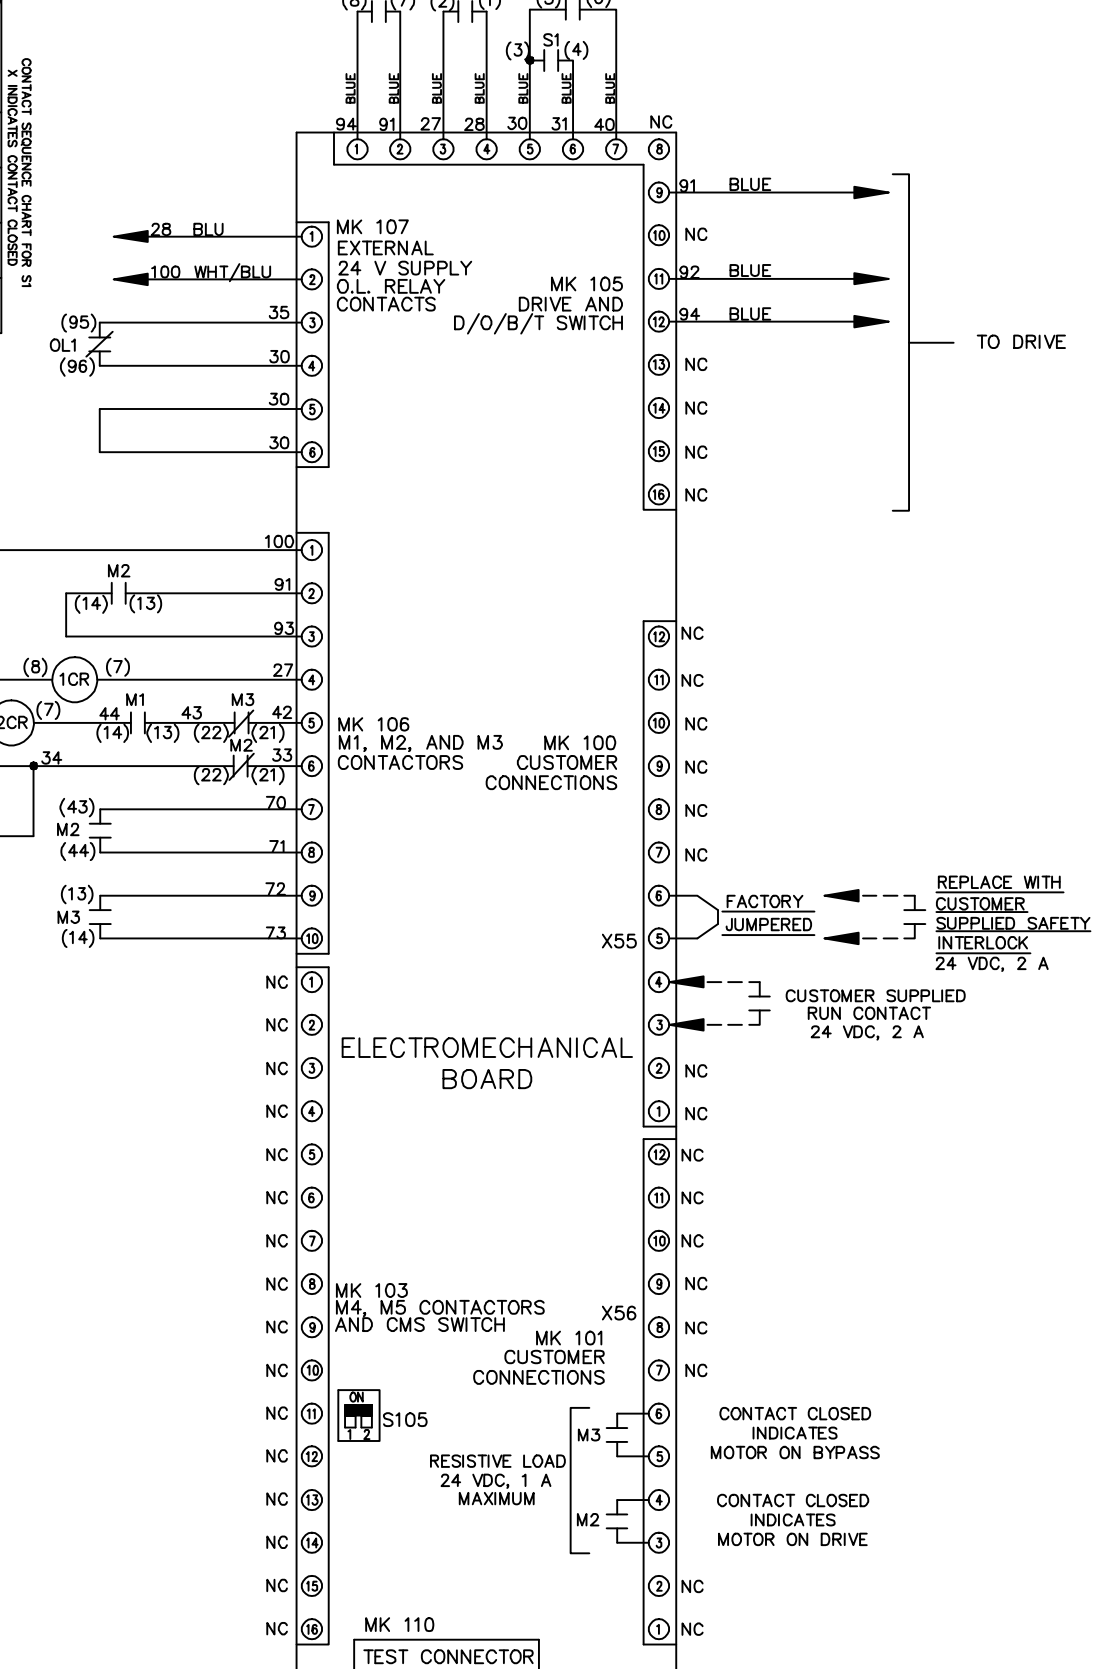 (8) (7) (2) (1) (5) (6)
S1
(3) (4)
BLUE BLUE BLUE BLUE BLUE BLUE BLUE
94 91 27 28 30 31 40 NC
1 2 3 4 5 6 7 8
CONTACT SEQUENCE CHART FOR S1
X INDICATES CONTACT CLOSED
9 91 BLUE
10 NC
11 92 BLUE
12 94 BLUE
13 NC
14 NC
15 NC
16 NC
TO DRIVE
MK 105
DRIVE AND
D/O/B/T SWITCH
28 BLU 1
100 WHT/BLU 2
(95) 35 3
OL1
(96) 30 4
30 5
30 6
MK 107
EXTERNAL
24 V SUPPLY
O.L. RELAY
CONTACTS
100 1
M2
(14) (13) 91 2
93 3
(8) 1CR (7) 27 4
2CR (7) 44 M1 43 M3 42 5
(14) (13) (22) (21)
34 M2 33 6
(22) (21)
(43) 70 7
M2
(44) 71 8
(13) 72 9
M3
(14) 73 10
MK 106
M1, M2, AND M3
CONTACTORS
MK 100
CUSTOMER
CONNECTIONS
12 NC
11 NC
10 NC
9 NC
8 NC
7 NC
6
X55 5
4
3
2 NC
1 NC
FACTORY
JUMPERED
REPLACE WITH
CUSTOMER
SUPPLIED SAFETY
INTERLOCK
24 VDC, 2 A
CUSTOMER SUPPLIED
RUN CONTACT
24 VDC, 2 A
ELECTROMECHANICAL
BOARD
NC 1
NC 2
NC 3
NC 4
NC 5
NC 6
NC 7
NC 8
NC 9
NC 10
NC 11
NC 12
NC 13
NC 14
NC 15
NC 16
MK 103
M4, M5 CONTACTORS
AND CMS SWITCH
ON
1 2
S105
12 NC
11 NC
10 NC
9 NC
X56
8 NC
7 NC
6
5
4
3
2 NC
1 NC
MK 101
CUSTOMER
CONNECTIONS
M3
RESISTIVE LOAD
24 VDC, 1 A
MAXIMUM
M2
CONTACT CLOSED
INDICATES
MOTOR ON BYPASS
CONTACT CLOSED
INDICATES
MOTOR ON DRIVE
MK 110
TEST CONNECTOR